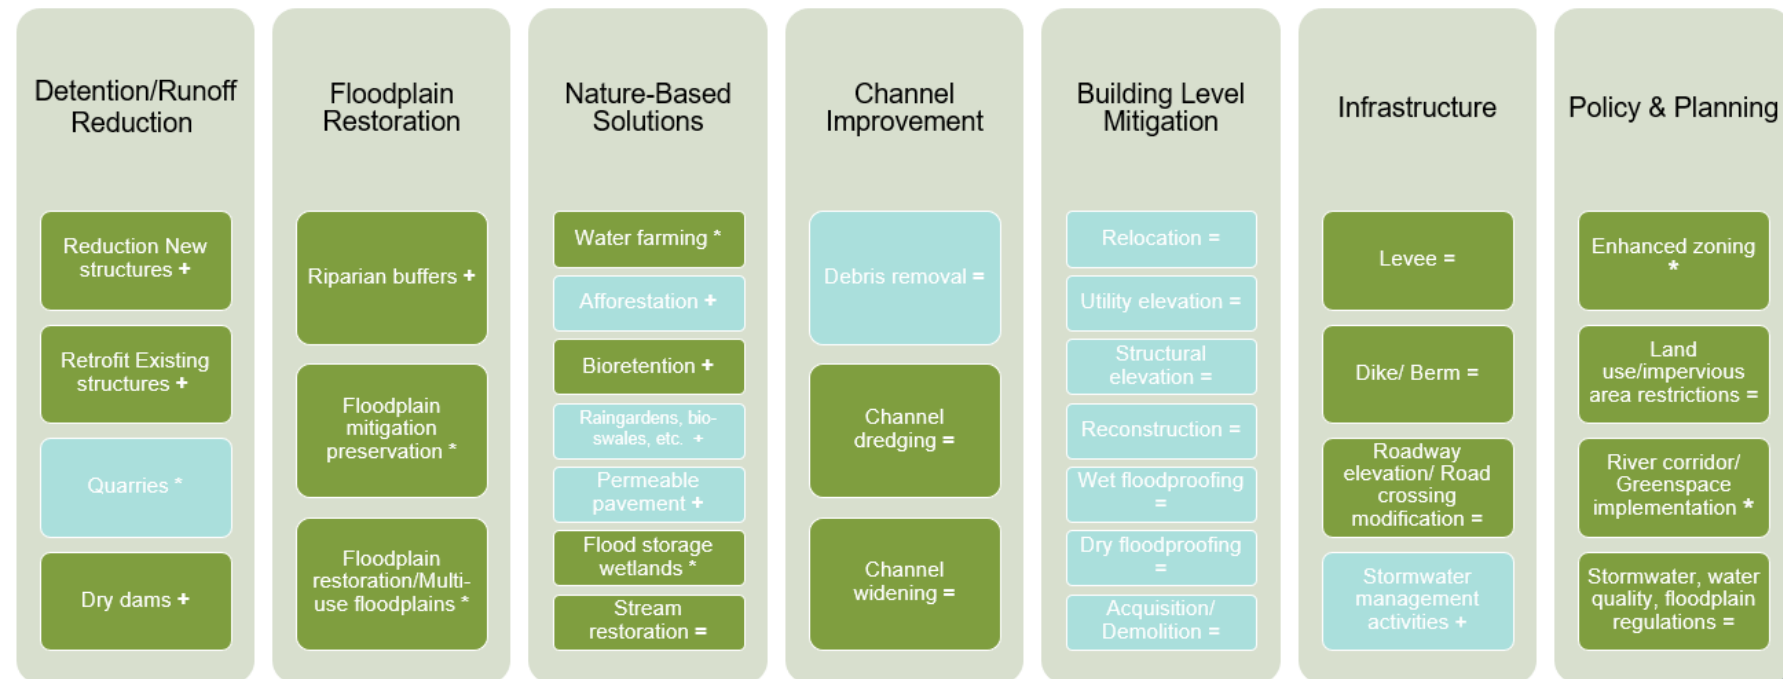 Detention/Runoff
Reduction
Reduction New
structures +
Retrofit Existing
structures +
Quarries *
Dry dams +
Floodplain
Restoration
Riparian buffers +
Floodplain
mitigation
preservation *
Floodplain
restoration/Multi-
use floodplains *
Nature-Based
Solutions
Water farming *
Afforestation +
Bioretention +
Raingardens, bio-
swales, etc. +
Permeable
pavement +
Flood storage
wetlands *
Stream
restoration =
Channel
Improvement
Debris removal =
Channel
dredging =
Channel
widening =
Building Level
Mitigation
Relocation =
Utility elevation =
Structural
elevation =
Reconstruction =
Wet floodproofing
=
Dry floodproofing
=
Acquisition/
Demolition =
Infrastructure
Levee =
Dike/ Berm =
Roadway
elevation/ Road
crossing
modification =
Stormwater
management
activities +
Policy & Planning
Enhanced zoning
*
Land
use/impervious
area restrictions =
River corridor/
Greenspace
implementation *
Stormwater, water
quality, floodplain
regulations =